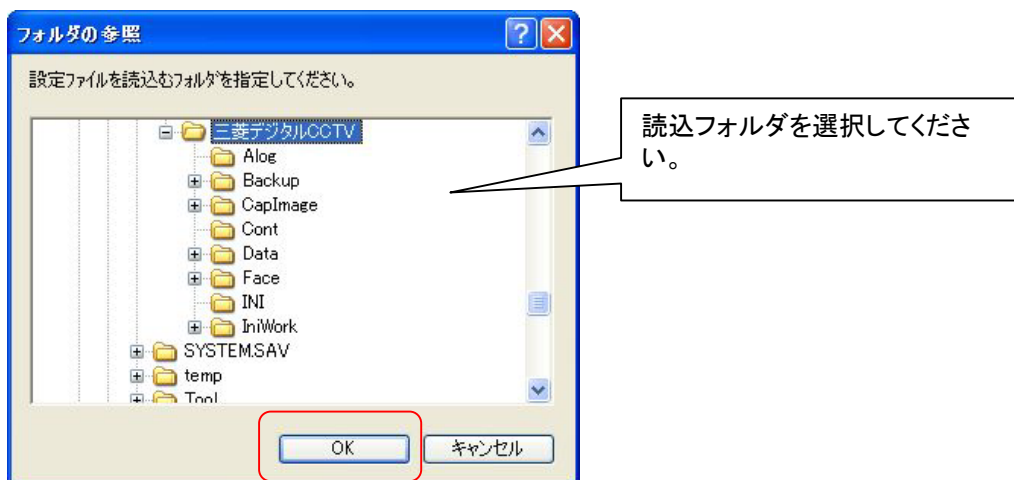 フォルダの参照
設定ファイルを読込むフォルダを指定してください。
三菱デジタルCCTV
Alog
Backup
CapImage
Cont
Data
Face
INI
IniWork
SYSTEM.SAV
temp
Tool
OK
キャンセル
読込フォルダを選択してくださ
い。